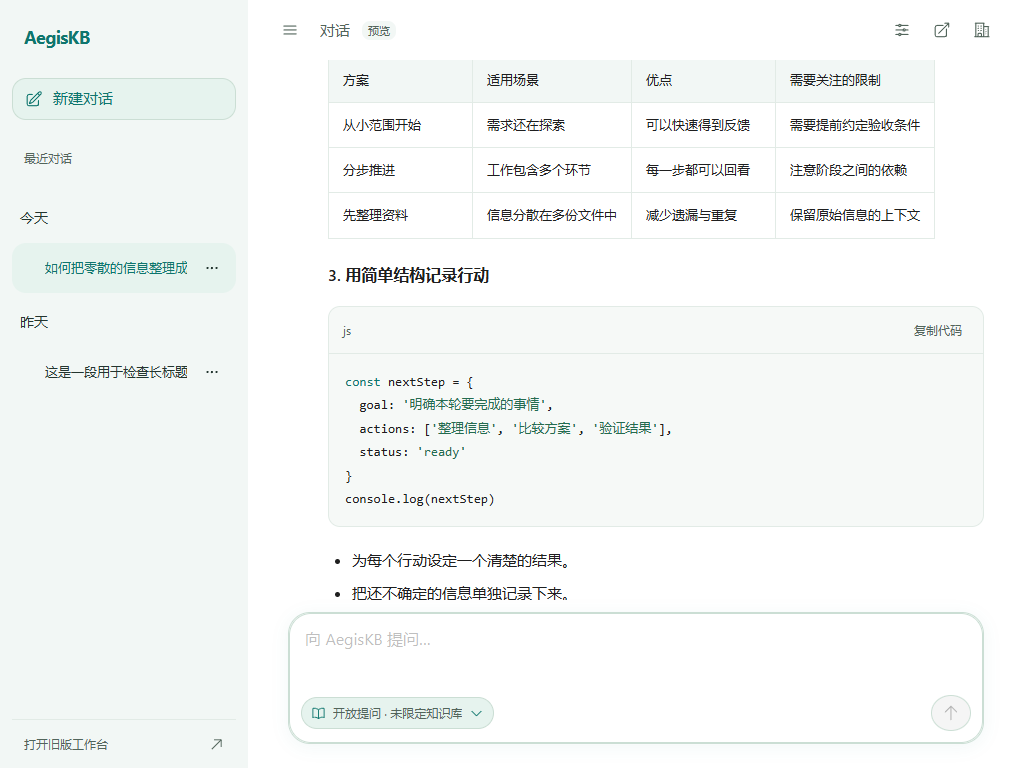 AegisKB
新建对话
最近对话
今天
如何把零散的信息整理成 ...
昨天
这是一段用于检查长标题 ...
打开旧版工作台
对话 预览
方案 适用场景 优点 需要关注的限制
从小范围开始 需求还在探索 可以快速得到反馈 需要提前约定验收条件
分步推进 工作包含多个环节 每一步都可以回看 注意阶段之间的依赖
先整理资料 信息分散在多份文件中 减少遗漏与重复 保留原始信息的上下文
3. 用简单结构记录行动
js 复制代码
const nextStep = {
  goal: '明确本轮要完成的事情',
  actions: ['整理信息', '比较方案', '验证结果'],
  status: 'ready'
}
console.log(nextStep)
• 为每个行动设定一个清楚的结果。
• 把还不确定的信息单独记录下来。
向 AegisKB 提问...
开放提问 · 未限定知识库